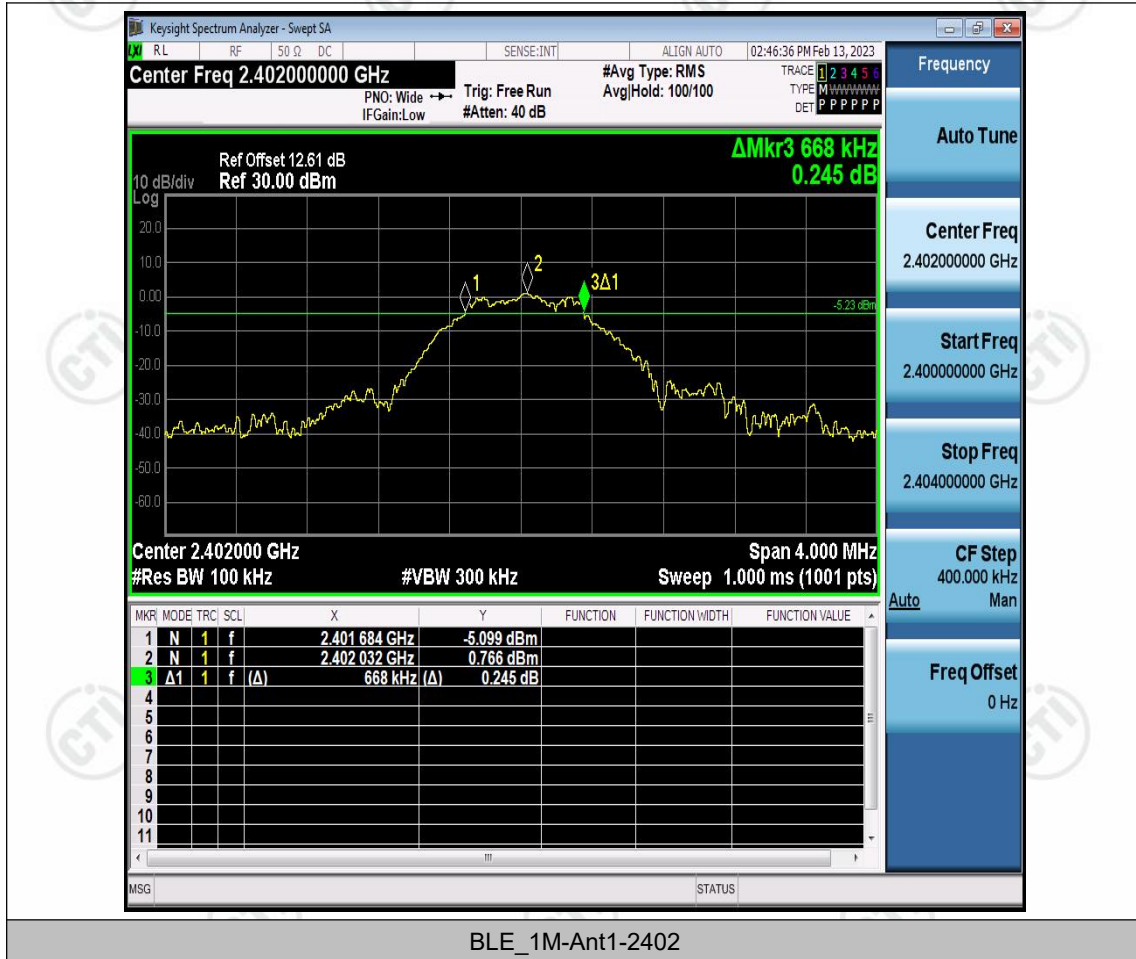 Keysight Spectrum Analyzer - Swept SA
LXI RL RF 50 Ω DC SENSE:INT ALIGN AUTO 02:46:36 PM Feb 13, 2023
Center Freq 2.402000000 GHz
PNO: Wide
IFGain:Low
Trig: Free Run
#Atten: 40 dB
#Avg Type: RMS
Avg|Hold: 100/100
TRACE 1 2 3 4 5 6
TYPE M WWWWW
DET P P P P P P
ΔMkr3 668 kHz
0.245 dB
Ref Offset 12.61 dB
10 dB/div Ref 30.00 dBm
Log
20.0
10.0
0.00
-10.0
-20.0
-30.0
-40.0
-50.0
-60.0
1
2
3Δ1
-5.23 dBm
Center 2.402000 GHz Span 4.000 MHz
#Res BW 100 kHz #VBW 300 kHz Sweep 1.000 ms (1001 pts)
MKR MODE TRC SCL X Y FUNCTION FUNCTION WIDTH FUNCTION VALUE
1 N 1 f 2.401 684 GHz -5.099 dBm
2 N 1 f 2.402 032 GHz 0.766 dBm
3 Δ1 1 f (Δ) 668 kHz (Δ) 0.245 dB
4
5
6
7
8
9
10
11
MSG STATUS
Frequency
Auto Tune
Center Freq
2.402000000 GHz
Start Freq
2.400000000 GHz
Stop Freq
2.404000000 GHz
CF Step
400.000 kHz
Auto Man
Freq Offset
0 Hz
CTI
CTI
CTI
CTI
BLE_1M-Ant1-2402